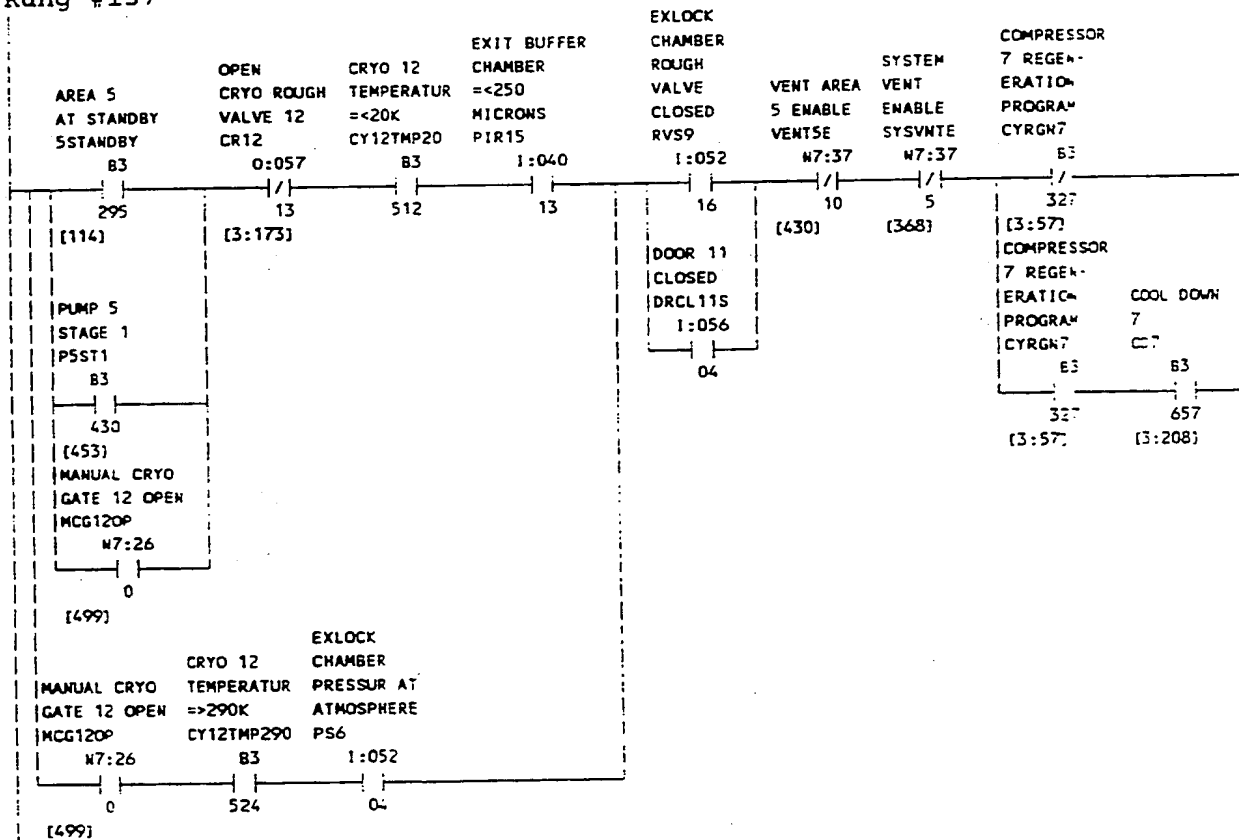 Rung #137
AREA 5
AT STANDBY
5STANDBY
B3
295
[114]
OPEN
CRYO ROUGH
VALVE 12
CR12
O:057
13
[3:173]
CRYO 12
TEMPERATUR
=<20K
CY12TMP20
B3
512
EXIT BUFFER
CHAMBER
=<250
MICRONS
PIR15
I:040
13
EXLOCK
CHAMBER
ROUGH
VALVE
CLOSED
RVS9
I:052
16
VENT AREA
5 ENABLE
VENT5E
N7:37
10
[430]
SYSTEM
VENT
ENABLE
SYSVNTE
N7:37
5
[368]
COMPRESSOR
7 REGEN-
ERATION
PROGRAM
CYRGN7
B3
327
[3:57]
PUMP 5
STAGE 1
P5ST1
B3
430
[453]
MANUAL CRYO
GATE 12 OPEN
MCG12OP
N7:26
0
[499]
DOOR 11
CLOSED
DRCL11S
I:056
04
COMPRESSOR
7 REGEN-
ERATION
PROGRAM
CYRGN7
B3
327
[3:57]
COOL DOWN
7
B3
657
[3:208]
MANUAL CRYO
GATE 12 OPEN
MCG12OP
N7:26
0
[499]
CRYO 12
TEMPERATUR
=>290K
CY12TMP290
B3
524
EXLOCK
CHAMBER
PRESSUR AT
ATMOSPHERE
PS6
I:052
04